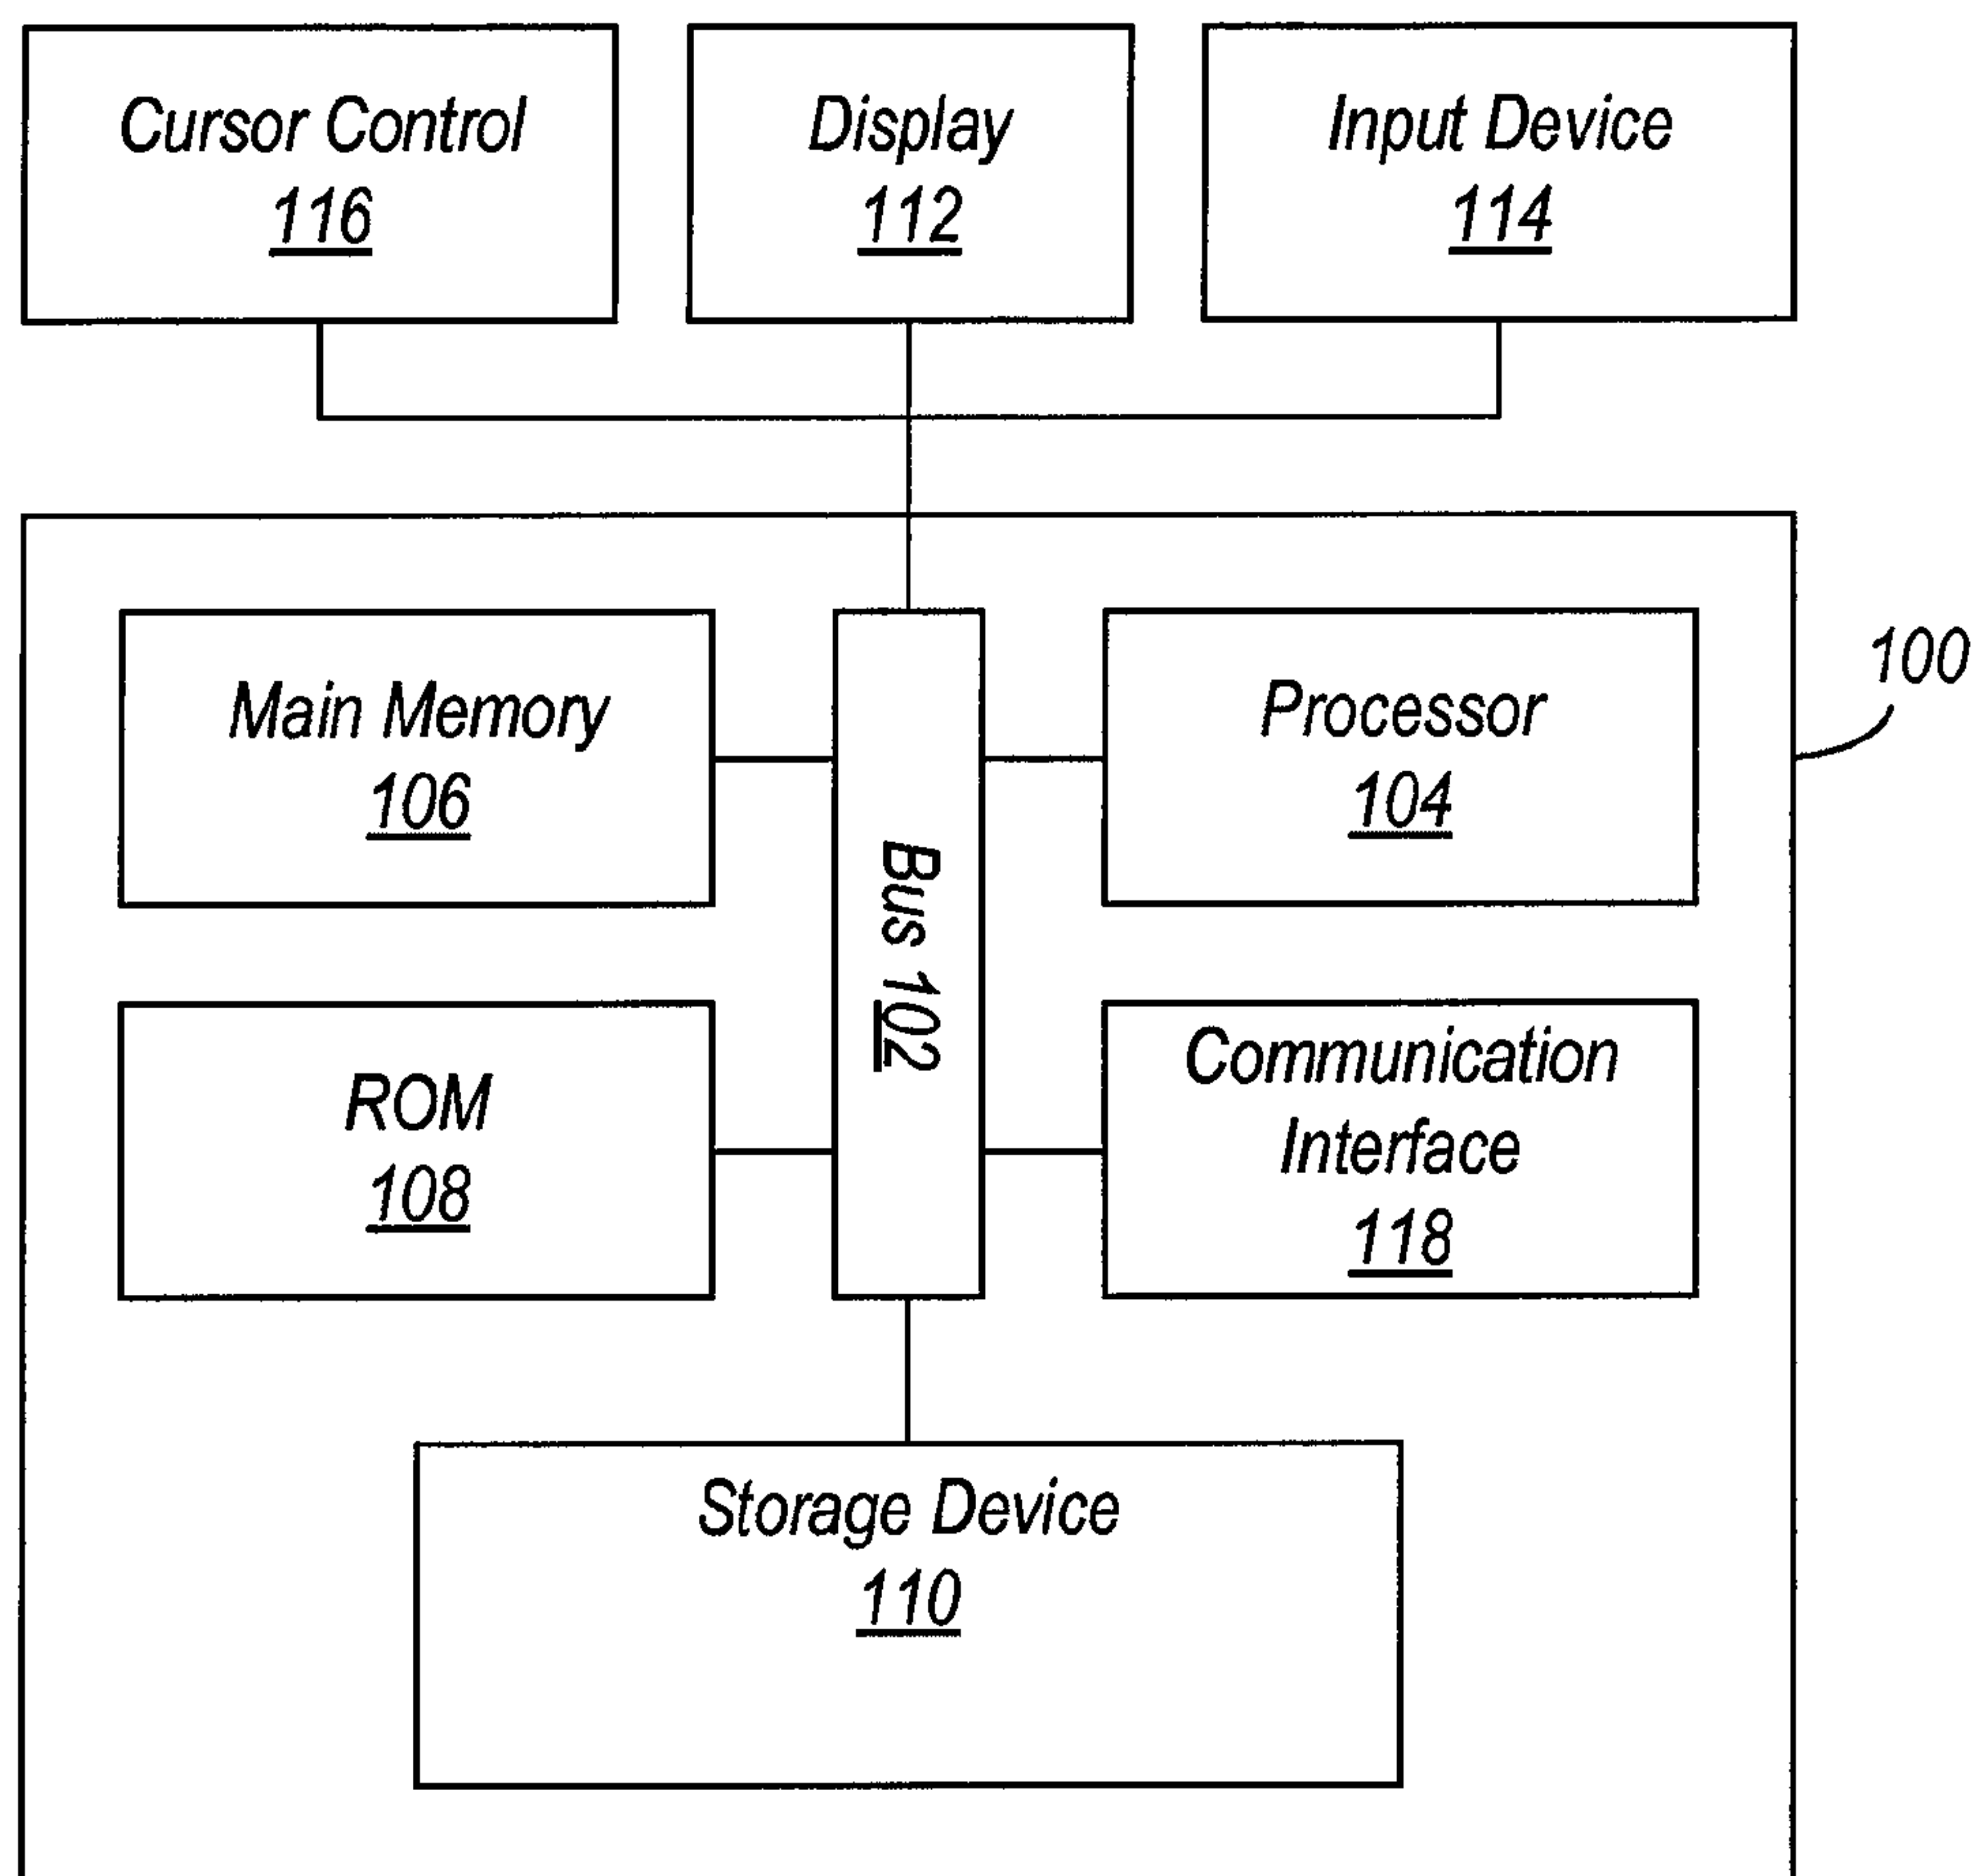 Cursor Control
116
Display
112
Input Device
114
100
Main Memory
106
Processor
104
Bus 102
ROM
108
Communication
Interface
118
Storage Device
110